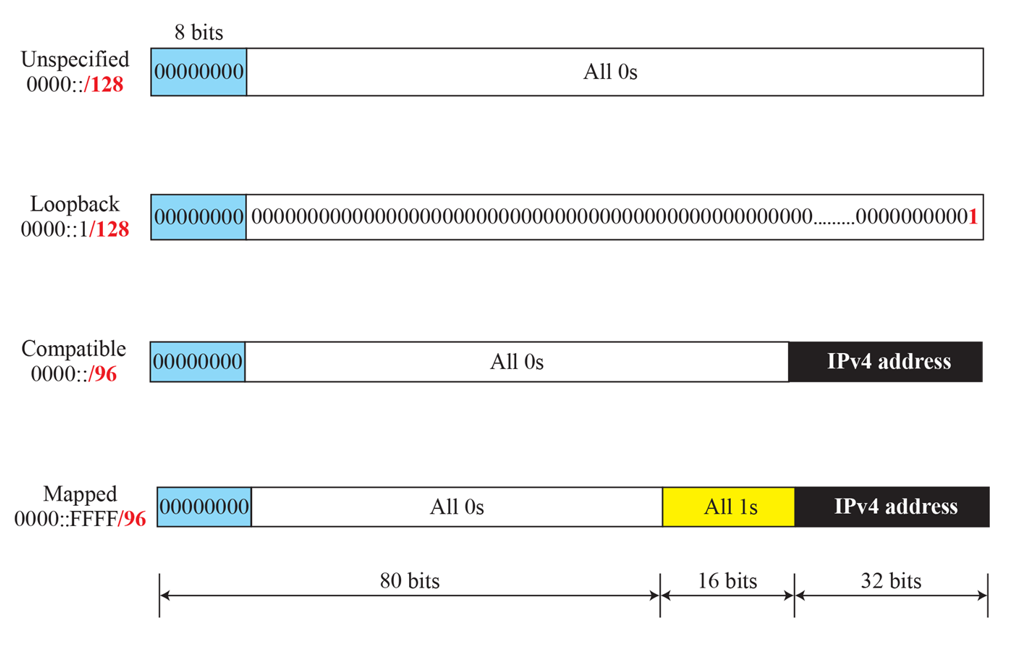 8 bits
Unspecified
0000::/128
00000000
All 0s
Loopback
0000::1/128
00000000
00000000000000000000000000000000000000000000000000.........00000000001
Compatible
0000::/96
00000000
All 0s
IPv4 address
Mapped
0000::FFFF/96
00000000
All 0s
All 1s
IPv4 address
80 bits
16 bits
32 bits